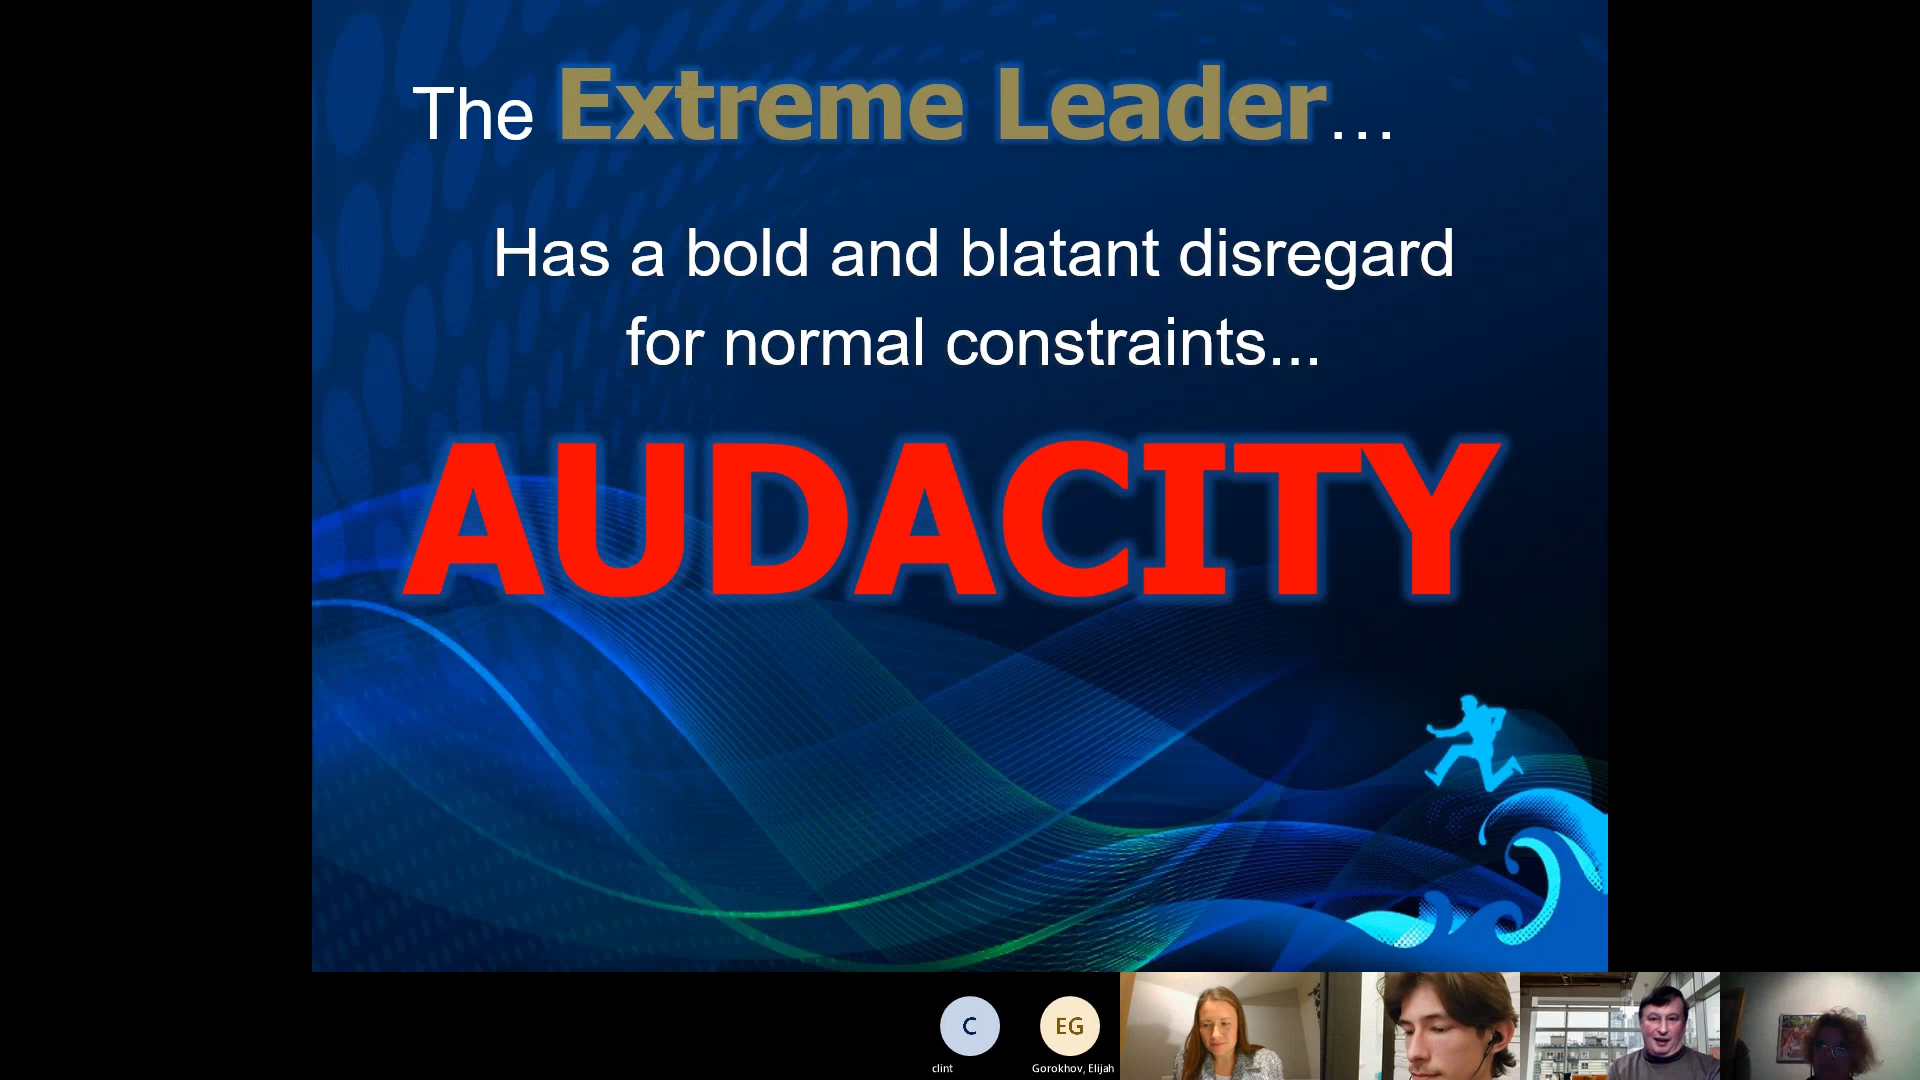 The Extreme Leader…
Has a bold and blatant disregard
for normal constraints...
AUDACITY
C
EG
clint
Gorokhov, Elijah